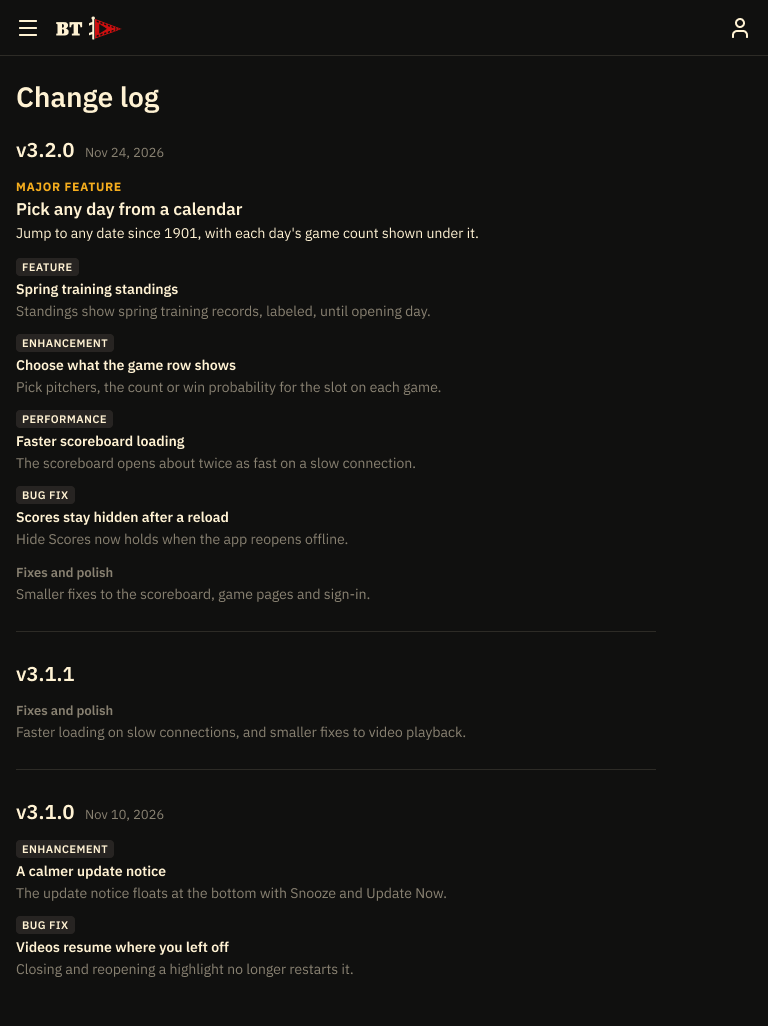 BT
Change log
v3.2.0 Nov 24, 2026
MAJOR FEATURE
Pick any day from a calendar
Jump to any date since 1901, with each day's game count shown under it.
FEATURE
Spring training standings
Standings show spring training records, labeled, until opening day.
ENHANCEMENT
Choose what the game row shows
Pick pitchers, the count or win probability for the slot on each game.
PERFORMANCE
Faster scoreboard loading
The scoreboard opens about twice as fast on a slow connection.
BUG FIX
Scores stay hidden after a reload
Hide Scores now holds when the app reopens offline.
Fixes and polish
Smaller fixes to the scoreboard, game pages and sign-in.
v3.1.1
Fixes and polish
Faster loading on slow connections, and smaller fixes to video playback.
v3.1.0 Nov 10, 2026
ENHANCEMENT
A calmer update notice
The update notice floats at the bottom with Snooze and Update Now.
BUG FIX
Videos resume where you left off
Closing and reopening a highlight no longer restarts it.